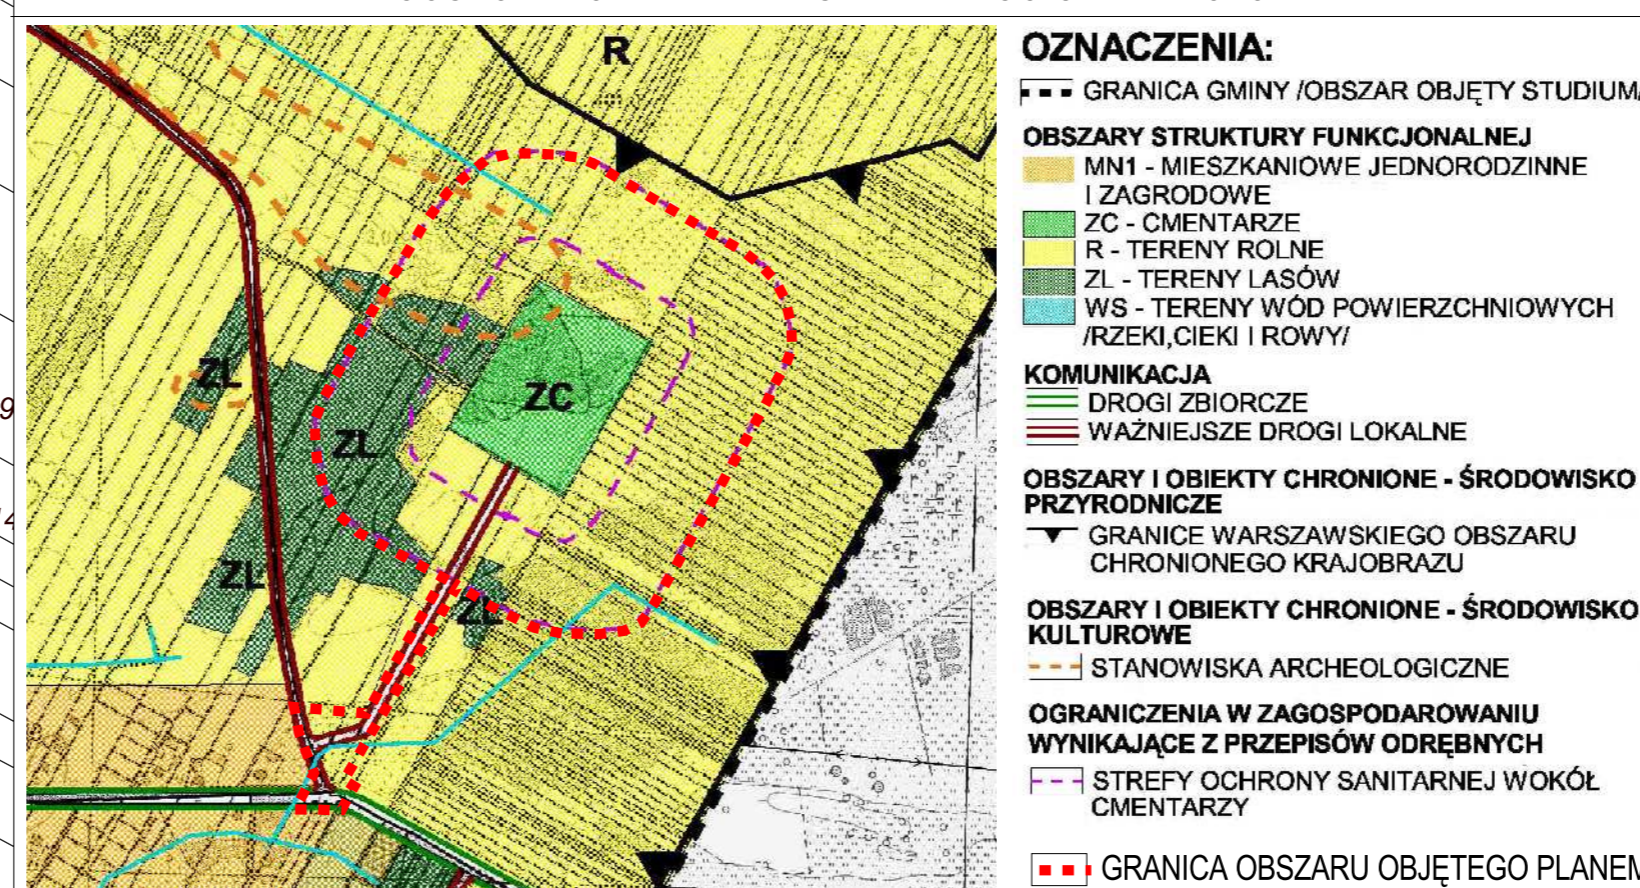 R
ZL
ZC
ZL
ZL
ZL
OZNACZENIA:
GRANICA GMINY /OBSZAR OBJĘTY STUDIUM/
OBSZARY STRUKTURY FUNKCJONALNEJ
MN1 - MIESZKANIOWE JEDNORODZINNE
I ZAGRODOWE
ZC - CMENTARZE
R - TERENY ROLNE
ZL - TERENY LASÓW
WS - TERENY WÓD POWIERZCHNIOWYCH
/RZEKI,CIEKI I ROWY/
KOMUNIKACJA
DROGI ZBIORCZE
WAŻNIEJSZE DROGI LOKALNE
OBSZARY I OBIEKTY CHRONIONE - ŚRODOWISKO
PRZYRODNICZE
GRANICE WARSZAWSKIEGO OBSZARU
CHRONIONEGO KRAJOBRAZU
OBSZARY I OBIEKTY CHRONIONE - ŚRODOWISKO
KULTUROWE
STANOWISKA ARCHEOLOGICZNE
OGRANICZENIA W ZAGOSPODAROWANIU
WYNIKAJĄCE Z PRZEPISÓW ODRĘBNYCH
STREFY OCHRONY SANITARNEJ WOKÓŁ
CMENTARZY
GRANICA OBSZARU OBJĘTEGO PLANEM